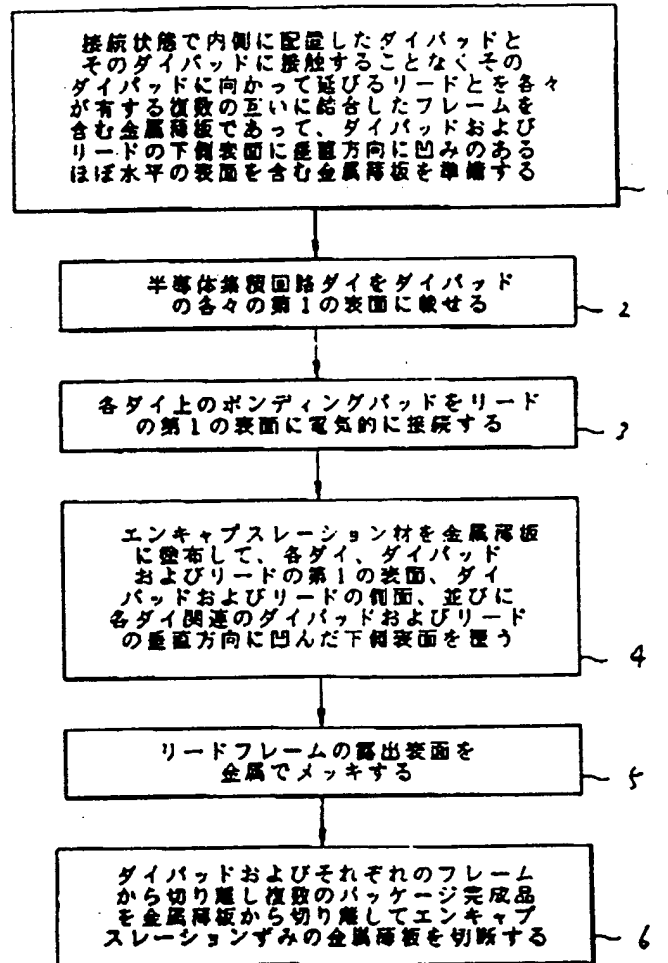 接続状態で内側に配置したダイパッドと
そのダイパッドに接触することなくその
ダイパッドに向かって延びるリードとを各々
が有する複数の互いに結合したフレームを
含む金属薄板であって、ダイパッドおよび
リードの下側表面に垂直方向に凹みのある
ほぼ水平の表面を含む金属薄板を準備する
半導体集積回路ダイをダイパッド
の各々の第1の表面に載せる
2
各ダイ上のボンディングパッドをリード
の第1の表面に電気的に接続する
3
エンキャプスレーション材を金属薄板
に塗布して、各ダイ、ダイパッド
およびリードの第1の表面、ダイ
パッドおよびリードの側面、並びに
各ダイ関連のダイパッドおよびリード
の垂直方向に凹んだ下側表面を覆う
4
リードフレームの露出表面を
金属でメッキする
5
ダイパッドおよびそれぞれのフレーム
から切り離し複数のパッケージ完成品
を金属薄板から切り離してエンキャプ
スレーションずみの金属薄板を切断する
6